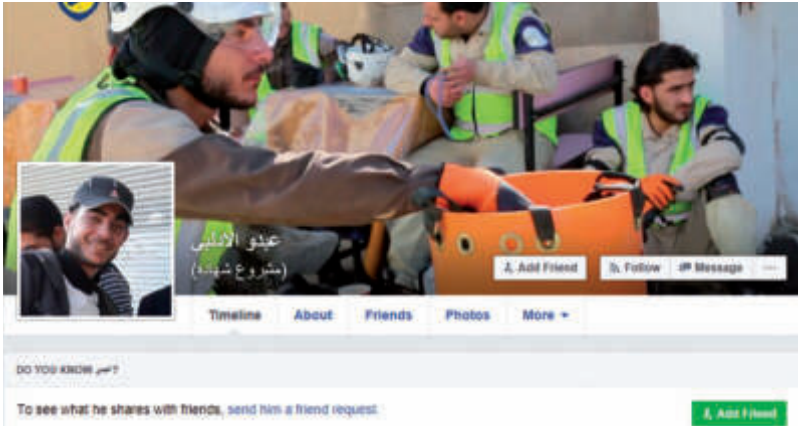 عبدو الادلبي
(مشروع شهادة)
Add Friend
Follow
Message
Timeline
About
Friends
Photos
More
DO YOU KNOW ?
To see what he shares with friends, send him a friend request.
Add Friend